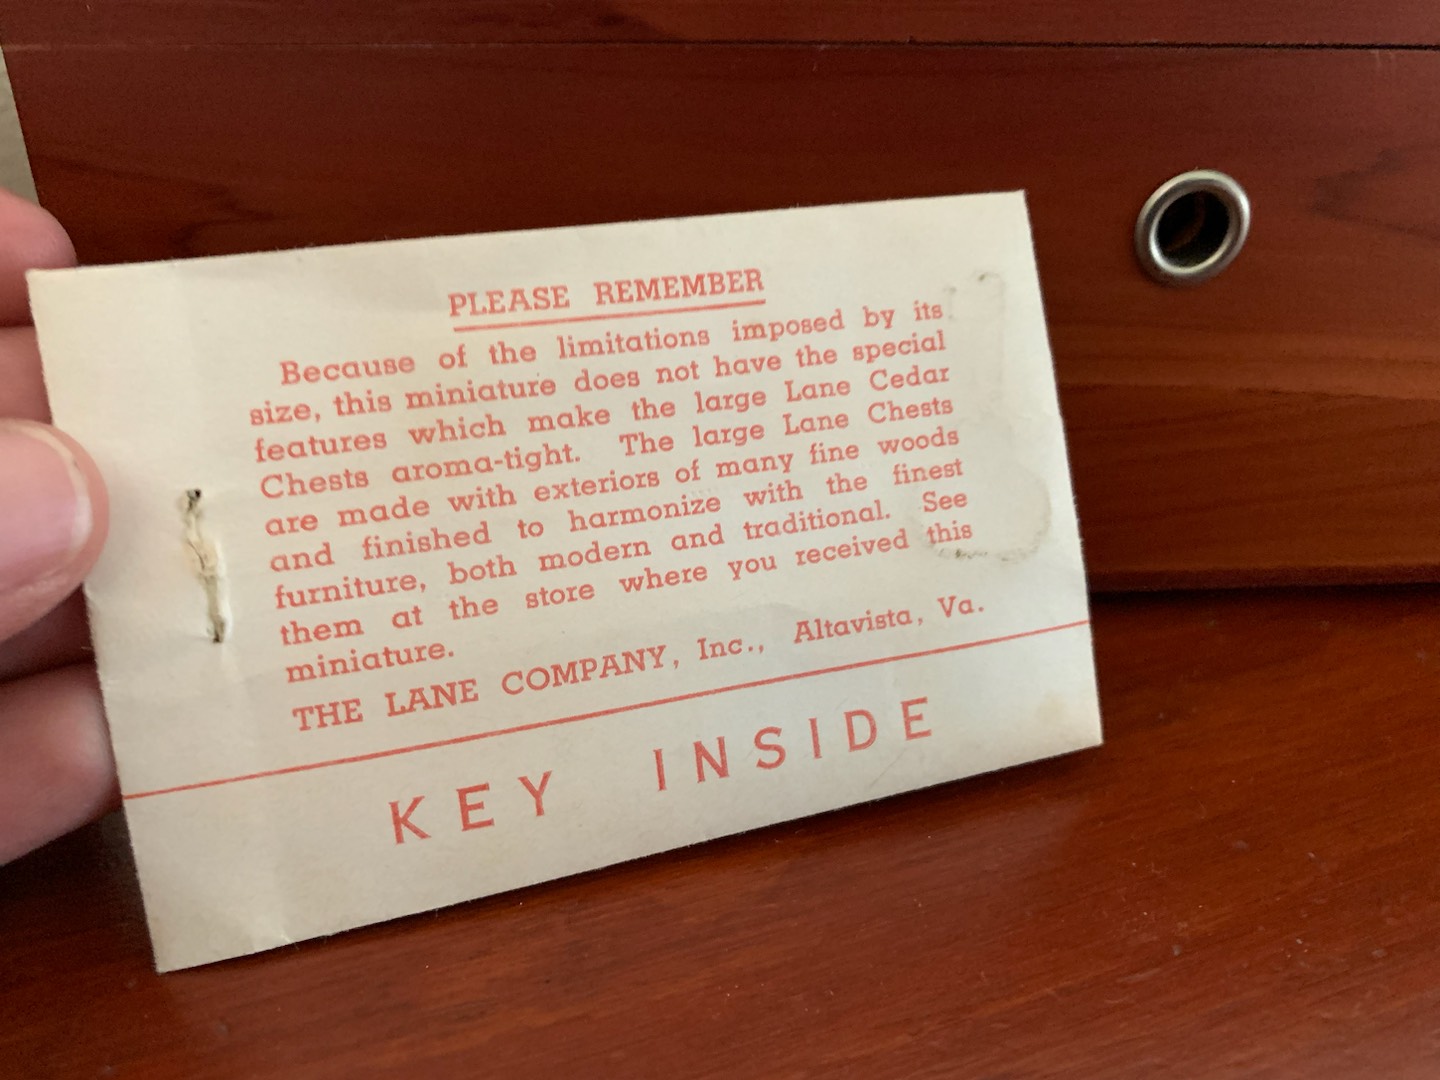 PLEASE REMEMBER
Because of the limitations imposed by its
size, this miniature does not have the special
features which make the large Lane Cedar
Chests aroma-tight. The large Lane Chests
are made with exteriors of many fine woods
and finished to harmonize with the finest
furniture, both modern and traditional. See
them at the store where you received this
miniature.
THE LANE COMPANY, Inc., Altavista, Va.
KEY INSIDE